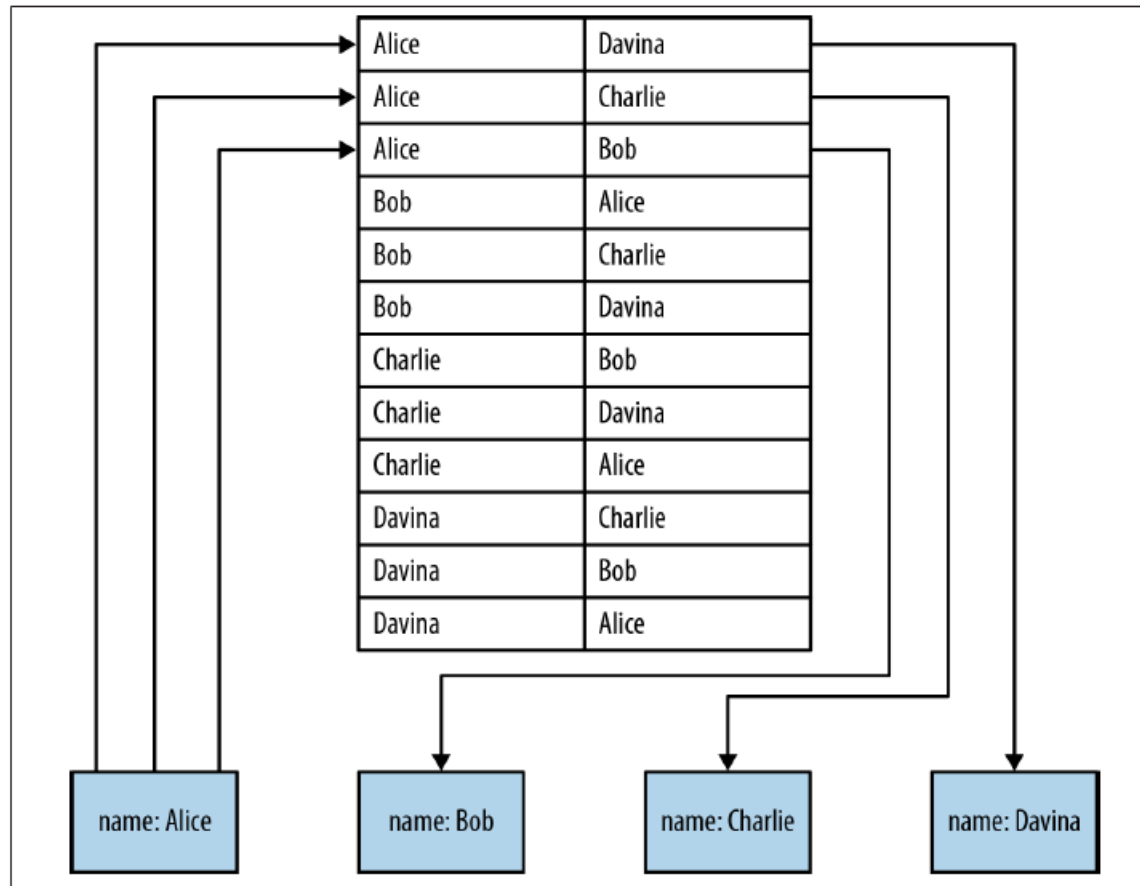 Alice Davina
Alice Charlie
Alice Bob
Bob Alice
Bob Charlie
Bob Davina
Charlie Bob
Charlie Davina
Charlie Alice
Davina Charlie
Davina Bob
Davina Alice
name: Alice name: Bob name: Charlie name: Davina